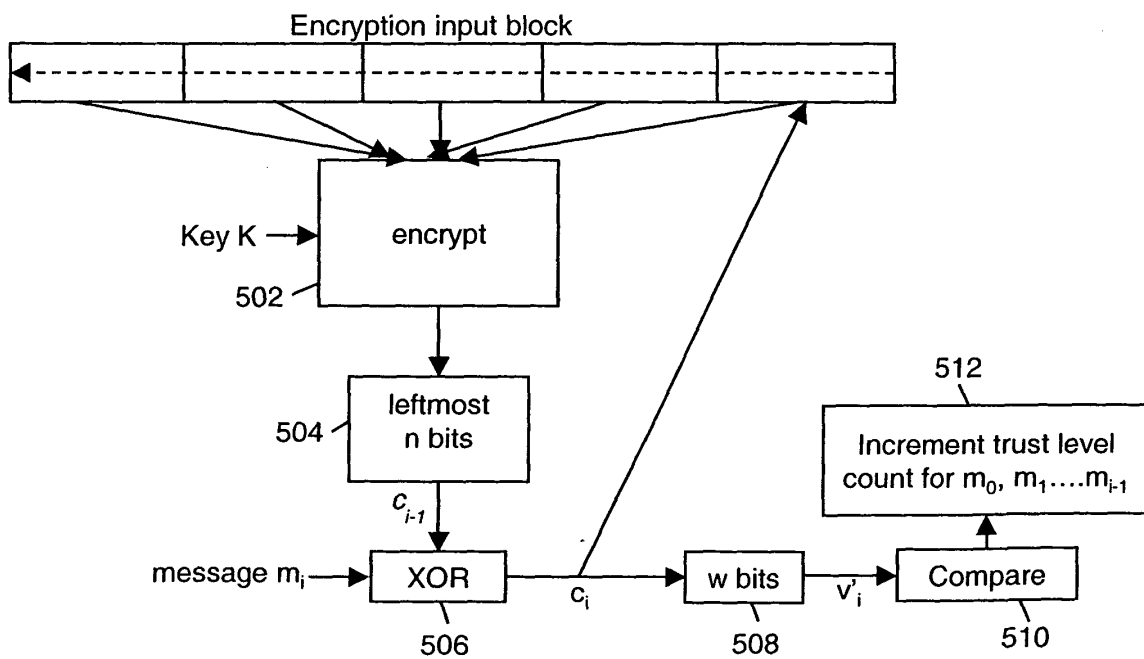 Encryption input block
Key K
encrypt
502
leftmost
n bits
504
c_{i-1}
512
Increment trust level
count for m_0, m_1....m_{i-1}
message m_i
XOR
c_i
w bits
v'_i
Compare
506
508
510